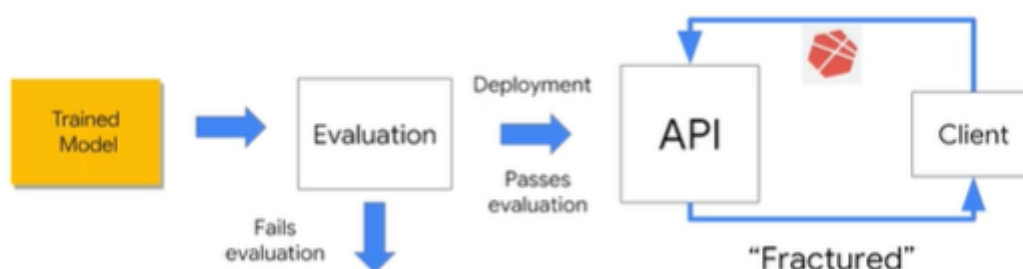 Trained
Model
Evaluation
Fails
evaluation
Deployment
Passes
evaluation
API
Client
“Fractured”